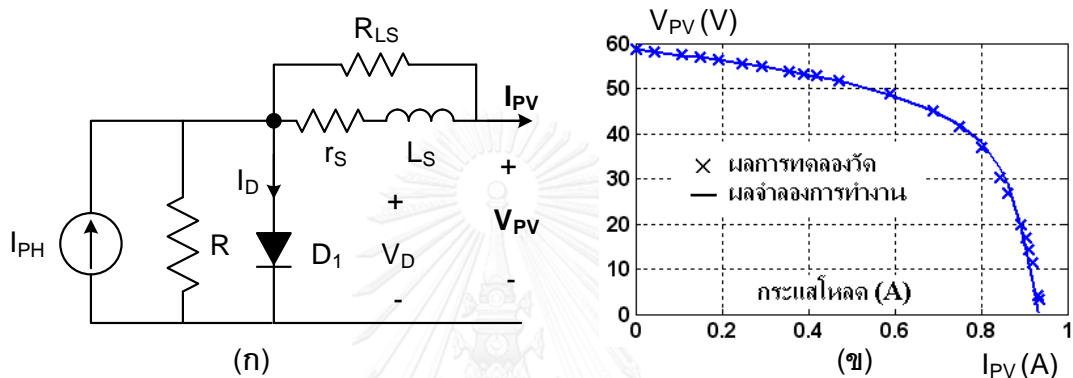 R_LS
I_PV
r_S
L_S
I_D
+
+
I_PH
R
D_1
V_D
V_PV
-
-
(ก)
V_PV (V)
60
50
40
30
20
10
0
× ผลการทดลองวัด
ผลจำลองการทำงาน
กระแสโหลด (A)
0 0.2 0.4 0.6 0.8 1
(ข)
I_PV (A)